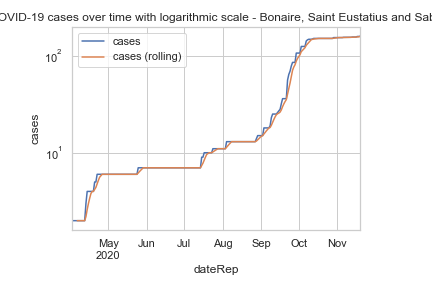 OVID-19 cases over time with logarithmic scale - Bonaire, Saint Eustatius and Sab
cases
cases (rolling)
10²
10¹
cases
May Jun Jul Aug Sep Oct Nov
2020
dateRep